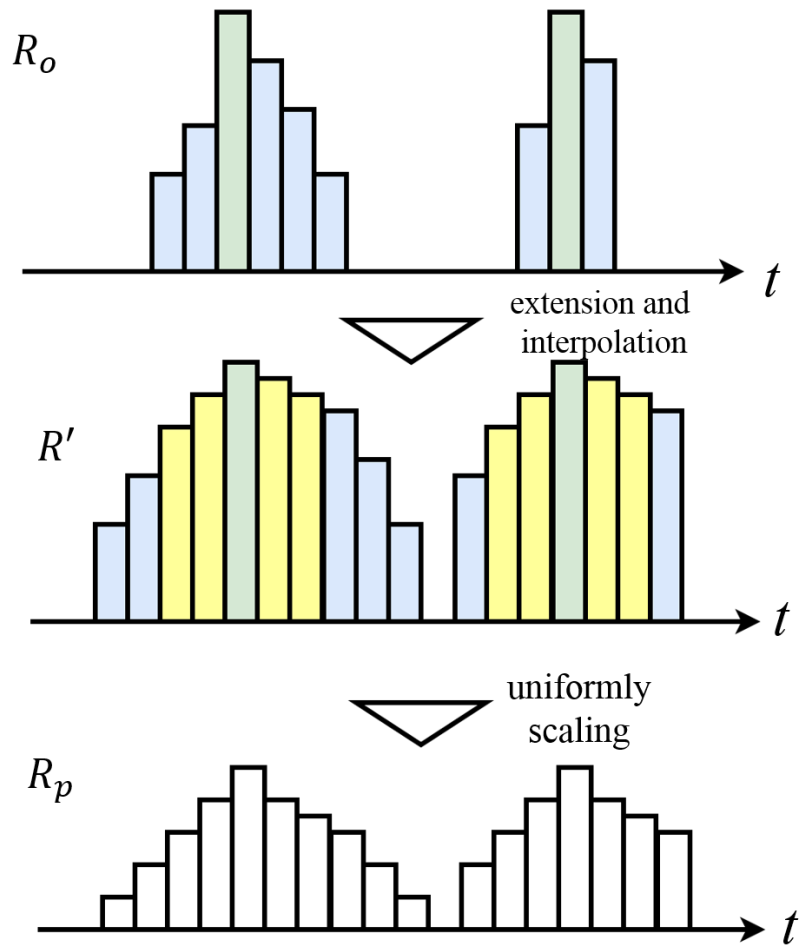 R_o
t
extension and
interpolation
R'
t
uniformly
scaling
R_p
t